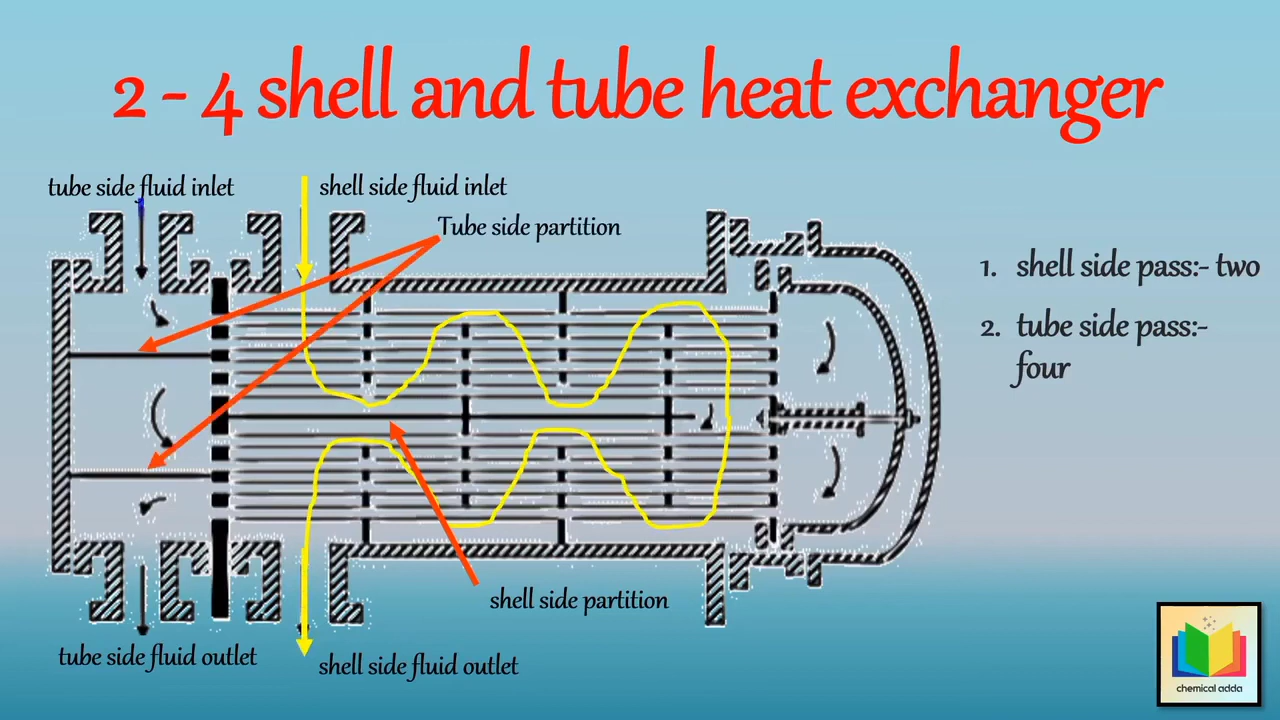 2 - 4 shell and tube heat exchanger
tube side fluid inlet
shell side fluid inlet
Tube side partition
1. shell side pass:- two
2. tube side pass:-
four
shell side partition
tube side fluid outlet
shell side fluid outlet
chemical adda